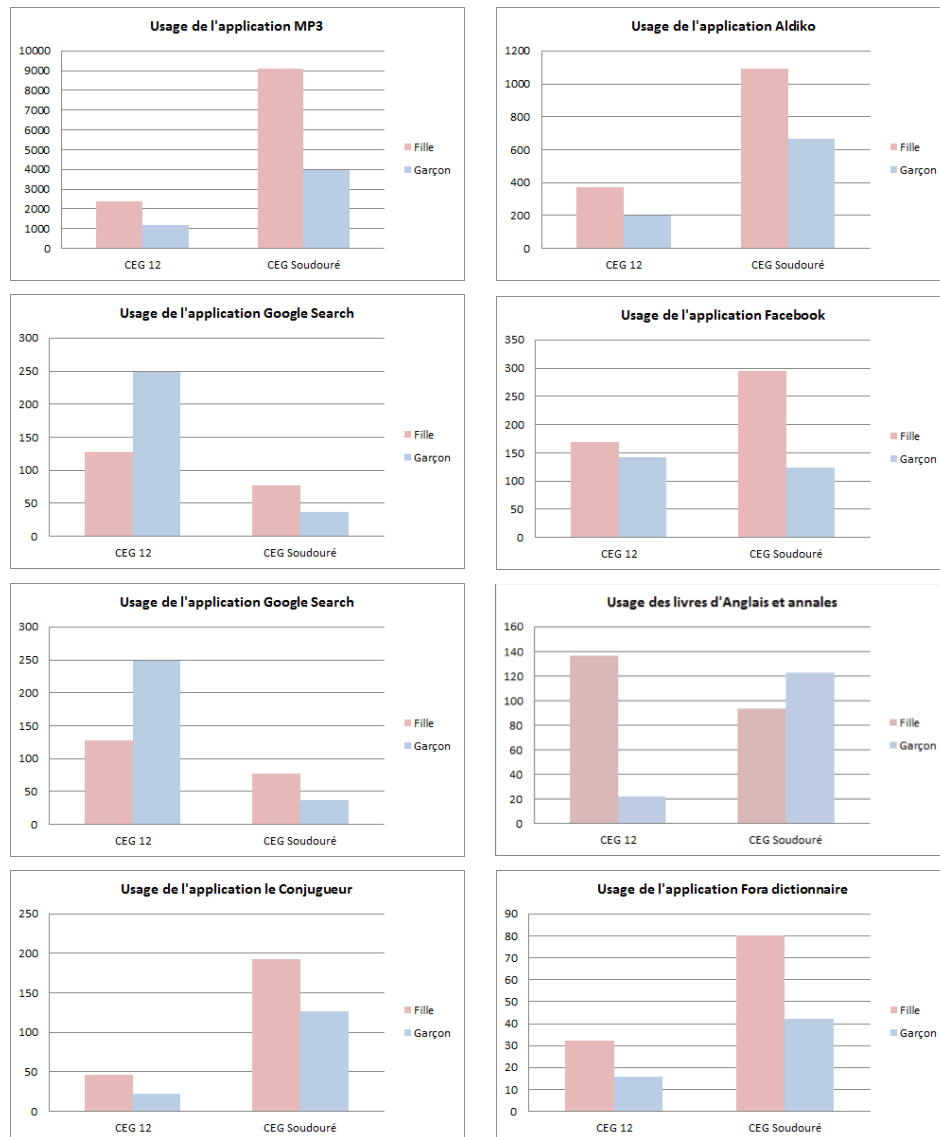 Usage de l'application MP3
10000
9000
8000
7000
6000
5000
4000
3000
2000
1000
0
Fille
Garçon
CEG 12
CEG Soudouré
Usage de l'application Aldiko
1200
1000
800
600
400
200
0
Fille
Garçon
CEG 12
CEG Soudouré
Usage de l'application Google Search
300
250
200
150
100
50
0
Fille
Garçon
CEG 12
CEG Soudouré
Usage de l'application Facebook
350
300
250
200
150
100
50
0
Fille
Garçon
CEG 12
CEG Soudouré
Usage de l'application Google Search
300
250
200
150
100
50
0
Fille
Garçon
CEG 12
CEG Soudouré
Usage des livres d'Anglais et annales
160
140
120
100
80
60
40
20
0
Fille
Garçon
CEG 12
CEG Soudouré
Usage de l'application le Conjugueur
250
200
150
100
50
0
Fille
Garçon
CEG 12
CEG Soudouré
Usage de l'application Fora dictionnaire
90
80
70
60
50
40
30
20
10
0
Fille
Garçon
CEG 12
CEG Soudouré